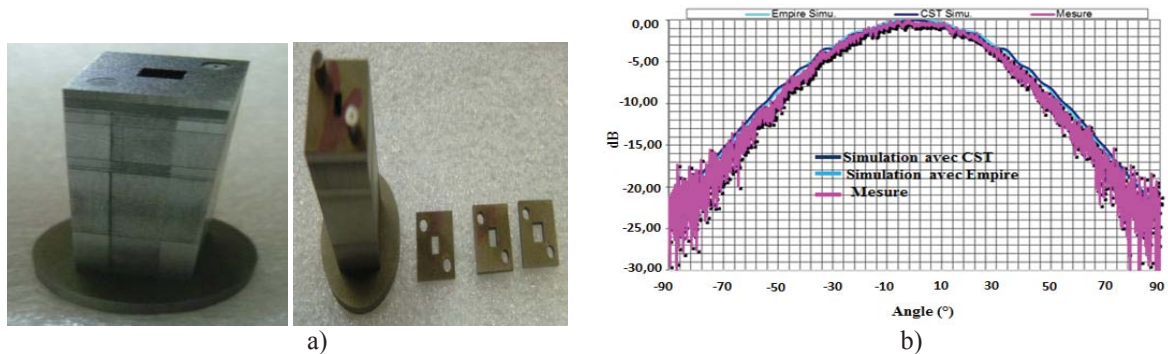 Empire Simu. CST Simu. Mesure
0,00
-5,00
-10,00
-15,00
-20,00
-25,00
-30,00
dB
Simulation avec CST
Simulation avec Empire
Mesure
-90 -70 -50 -30 -10 10 30 50 70 90
Angle (°)
a) b)